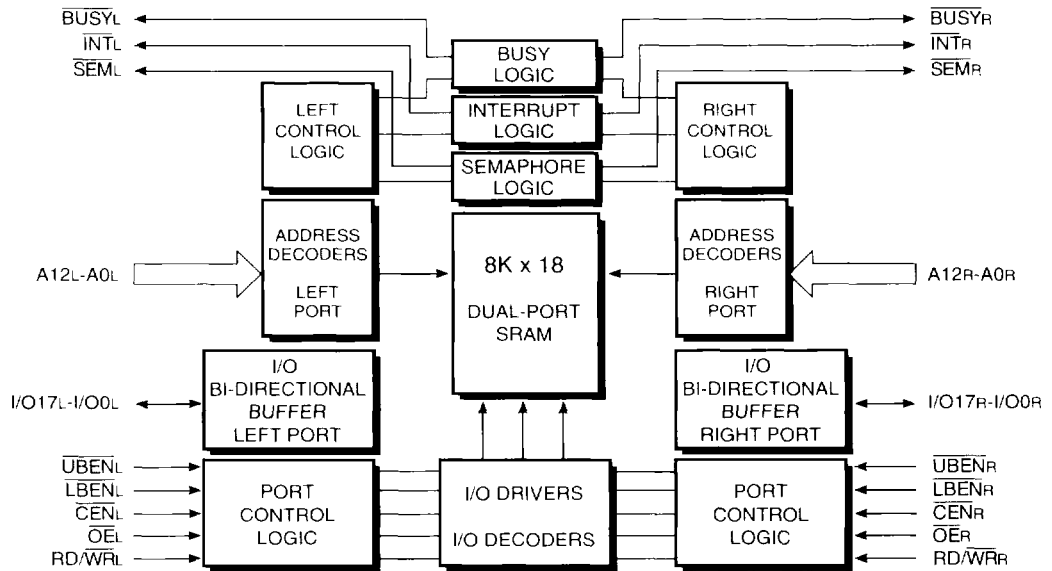 BUSYL
INTL
SEML
BUSY
LOGIC
BUSYR
INTR
SEMR
LEFT
CONTROL
LOGIC
INTERRUPT
LOGIC
SEMAPHORE
LOGIC
RIGHT
CONTROL
LOGIC
A12L-A0L
ADDRESS
DECODERS
LEFT
PORT
8K x 18
DUAL-PORT
SRAM
ADDRESS
DECODERS
RIGHT
PORT
A12R-A0R
I/O17L-I/O0L
I/O
BI-DIRECTIONAL
BUFFER
LEFT PORT
I/O
BI-DIRECTIONAL
BUFFER
RIGHT PORT
I/O17R-I/O0R
UBENL
LBENL
CENL
OEL
RD/WRL
PORT
CONTROL
LOGIC
I/O DRIVERS
I/O DECODERS
PORT
CONTROL
LOGIC
UBENR
LBENR
CENR
OER
RD/WRR